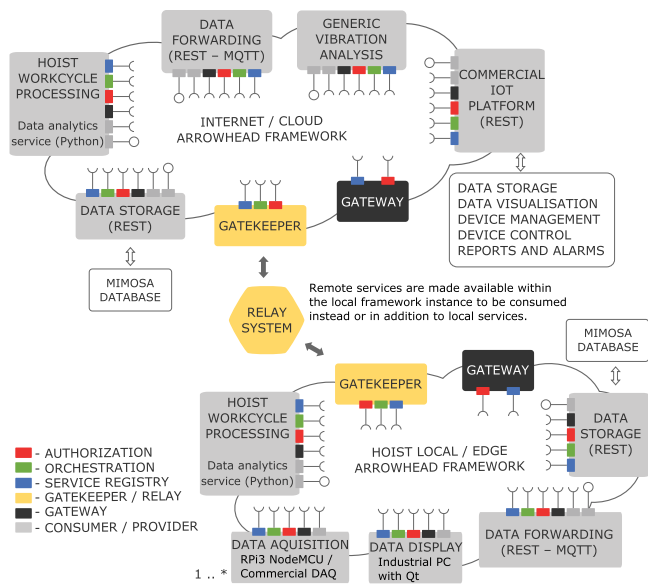 DATA
FORWARDING
(REST – MQTT)
GENERIC
VIBRATION
ANALYSIS
HOIST
WORKCYCLE
PROCESSING
Data analytics
service (Python)
COMMERCIAL
IOT
PLATFORM
(REST)
INTERNET / CLOUD
ARROWHEAD FRAMEWORK
DATA STORAGE
(REST)
GATEKEEPER
GATEWAY
DATA STORAGE
DATA VISUALISATION
DEVICE MANAGEMENT
DEVICE CONTROL
REPORTS AND ALARMS
MIMOSA
DATABASE
RELAY
SYSTEM
Remote services are made available within
the local framework instance to be consumed
instead or in addition to local services.
MIMOSA
DATABASE
GATEKEEPER
GATEWAY
HOIST
WORKCYCLE
PROCESSING
Data analytics
service (Python)
HOIST LOCAL / EDGE
ARROWHEAD FRAMEWORK
DATA
STORAGE
(REST)
- AUTHORIZATION
- ORCHESTRATION
- SERVICE REGISTRY
- GATEKEEPER / RELAY
- GATEWAY
- CONSUMER / PROVIDER
DATA AQUISITION
RPi3 NodeMCU /
Commercial DAQ
1 .. *
DATA DISPLAY
Industrial PC
with Qt
DATA FORWARDING
(REST – MQTT)